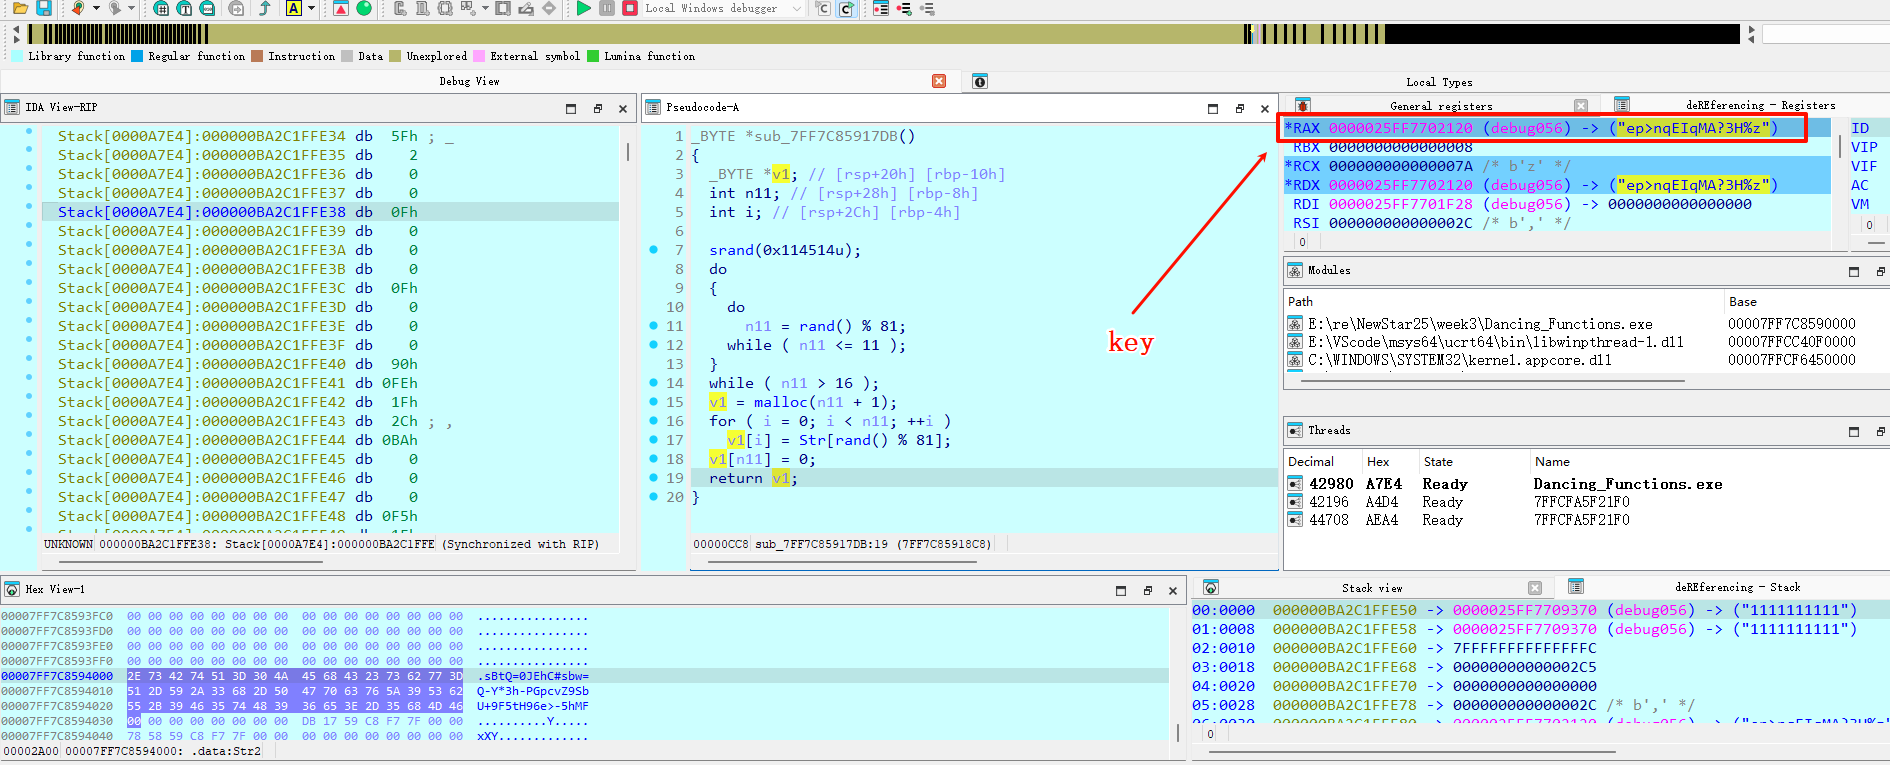 Local Windows debugger
Library function Regular function Instruction Data Unexplored External symbol Lumina function
Debug View
Local Types
IDA View-RIP
Stack[0000A7E4]:000000BA2C1FFE34 db 5Fh ; _
Stack[0000A7E4]:000000BA2C1FFE35 db 2
Stack[0000A7E4]:000000BA2C1FFE36 db 0
Stack[0000A7E4]:000000BA2C1FFE37 db 0
Stack[0000A7E4]:000000BA2C1FFE38 db 0Fh
Stack[0000A7E4]:000000BA2C1FFE39 db 0
Stack[0000A7E4]:000000BA2C1FFE3A db 0
Stack[0000A7E4]:000000BA2C1FFE3B db 0
Stack[0000A7E4]:000000BA2C1FFE3C db 0Fh
Stack[0000A7E4]:000000BA2C1FFE3D db 0
Stack[0000A7E4]:000000BA2C1FFE3E db 0
Stack[0000A7E4]:000000BA2C1FFE3F db 0
Stack[0000A7E4]:000000BA2C1FFE40 db 90h
Stack[0000A7E4]:000000BA2C1FFE41 db 0FEh
Stack[0000A7E4]:000000BA2C1FFE42 db 1Fh
Stack[0000A7E4]:000000BA2C1FFE43 db 2Ch ; ,
Stack[0000A7E4]:000000BA2C1FFE44 db 0BAh
Stack[0000A7E4]:000000BA2C1FFE45 db 0
Stack[0000A7E4]:000000BA2C1FFE46 db 0
Stack[0000A7E4]:000000BA2C1FFE47 db 0
Stack[0000A7E4]:000000BA2C1FFE48 db 0F5h
UNKNOWN 000000BA2C1FFE38: Stack[0000A7E4]:000000BA2C1FFE (Synchronized with RIP)
Pseudocode-A
1 _BYTE *sub_7FF7C85917DB()
2 {
3 _BYTE *v1; // [rsp+20h] [rbp-10h]
4 int n11; // [rsp+28h] [rbp-8h]
5 int i; // [rsp+2Ch] [rbp-4h]
6
7 srand(0x114514u);
8 do
9 {
10 do
11 n11 = rand() % 81;
12 while ( n11 <= 11 );
13 }
14 while ( n11 > 16 );
15 v1 = malloc(n11 + 1);
16 for ( i = 0; i < n11; ++i )
17 v1[i] = Str[rand() % 81];
18 v1[n11] = 0;
19 return v1;
20 }
00000CC8 sub_7FF7C85917DB:19 (7FF7C85918C8)
General registers
deREferencing - Registers
*RAX 0000025FF7702120 (debug056) -> ("ep>nqEIqMA?3H%z")
RBX 0000000000000008
*RCX 000000000000007A /* b'z' */
*RDX 0000025FF7702120 (debug056) -> ("ep>nqEIqMA?3H%z")
RDI 0000025FF7701F28 (debug056) -> 0000000000000000
RSI 000000000000002C /* b',' */
0
ID
VIP
VIF
AC
VM
0
key
Modules
Path Base
E:\re\NewStar25\week3\Dancing_Functions.exe 00007FF7C8590000
E:\VScode\msys64\ucrt64\bin\libwinpthread-1.dll 00007FFCC40F0000
C:\WINDOWS\SYSTEM32\kernel.appcore.dll 00007FFCF6450000
Threads
Decimal Hex State Name
42980 A7E4 Ready Dancing_Functions.exe
42196 A4D4 Ready 7FFCFA5F21F0
44708 AEA4 Ready 7FFCFA5F21F0
Hex View-1
00007FF7C8593FC0 00 00 00 00 00 00 00 00 00 00 00 00 00 00 00 00 ................
00007FF7C8593FD0 00 00 00 00 00 00 00 00 00 00 00 00 00 00 00 00 ................
00007FF7C8593FE0 00 00 00 00 00 00 00 00 00 00 00 00 00 00 00 00 ................
00007FF7C8593FF0 00 00 00 00 00 00 00 00 00 00 00 00 00 00 00 00 ................
00007FF7C8594000 2E 73 42 74 51 3D 30 4A 45 68 43 23 73 62 77 3D .sBtQ=0JEhC#sbw=
00007FF7C8594010 51 2D 59 2A 33 68 2D 50 47 70 63 76 5A 39 53 62 Q-Y*3h-PGpcvZ9Sb
00007FF7C8594020 55 2B 39 46 35 74 48 39 36 65 3E 2D 35 68 4D 46 U+9F5tH96e>-5hMF
00007FF7C8594030 00 00 00 00 00 00 00 00 DB 17 59 C8 F7 7F 00 00 ..........Y.....
00007FF7C8594040 78 58 59 C8 F7 7F 00 00 00 00 00 00 00 00 00 00 xXY.............
00002A00 00007FF7C8594000: .data:Str2
Stack view
deREferencing - Stack
00:0000 000000BA2C1FFE50 -> 0000025FF7709370 (debug056) -> ("1111111111")
01:0008 000000BA2C1FFE58 -> 0000025FF7709370 (debug056) -> ("1111111111")
02:0010 000000BA2C1FFE60 -> 7FFFFFFFFFFFFFFC
03:0018 000000BA2C1FFE68 -> 00000000000002C5
04:0020 000000BA2C1FFE70 -> 0000000000000000
05:0028 000000BA2C1FFE78 -> 000000000000002C /* b',' */
0